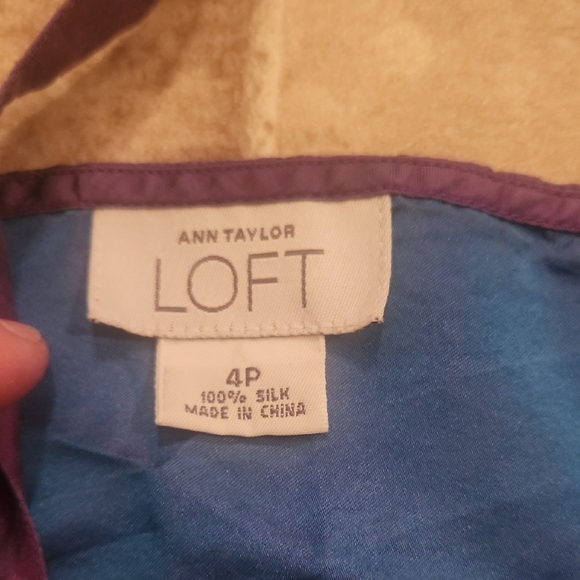 ANN TAYLOR
LOFT
4P
100% SILK
MADE IN CHINA